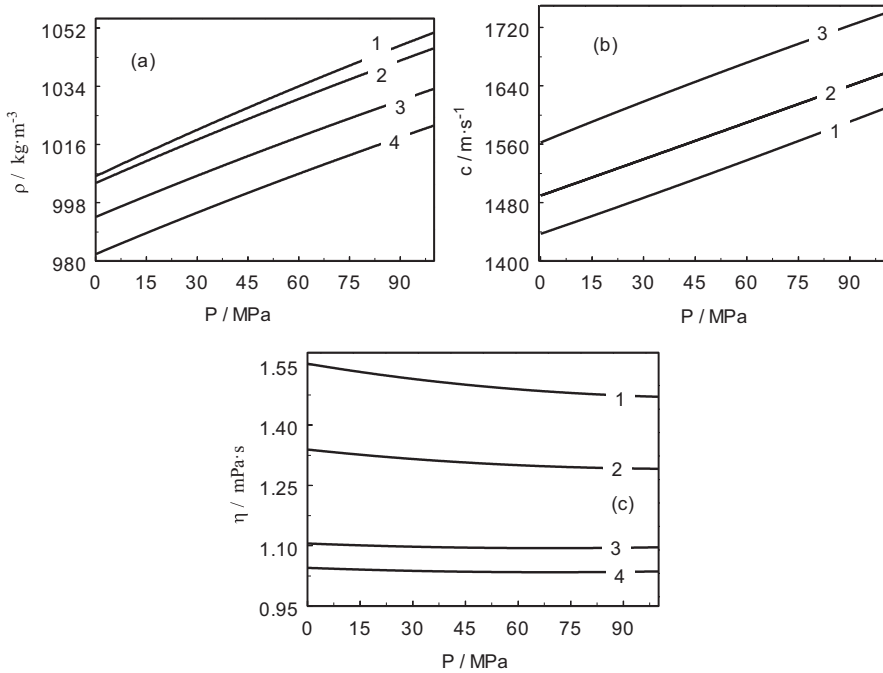 1052
1034
1016
998
980
ρ / kg·m⁻³
(a)
1
2
3
4
0 15 30 45 60 75 90
P / MPa
1720
1640
1560
1480
1400
c / m·s⁻¹
(b)
3
2
1
0 15 30 45 60 75 90
P / MPa
1.55
1.40
1.25
1.10
0.95
η / mPa·s
1
2
(c)
3
4
0 15 30 45 60 75 90
P / MPa